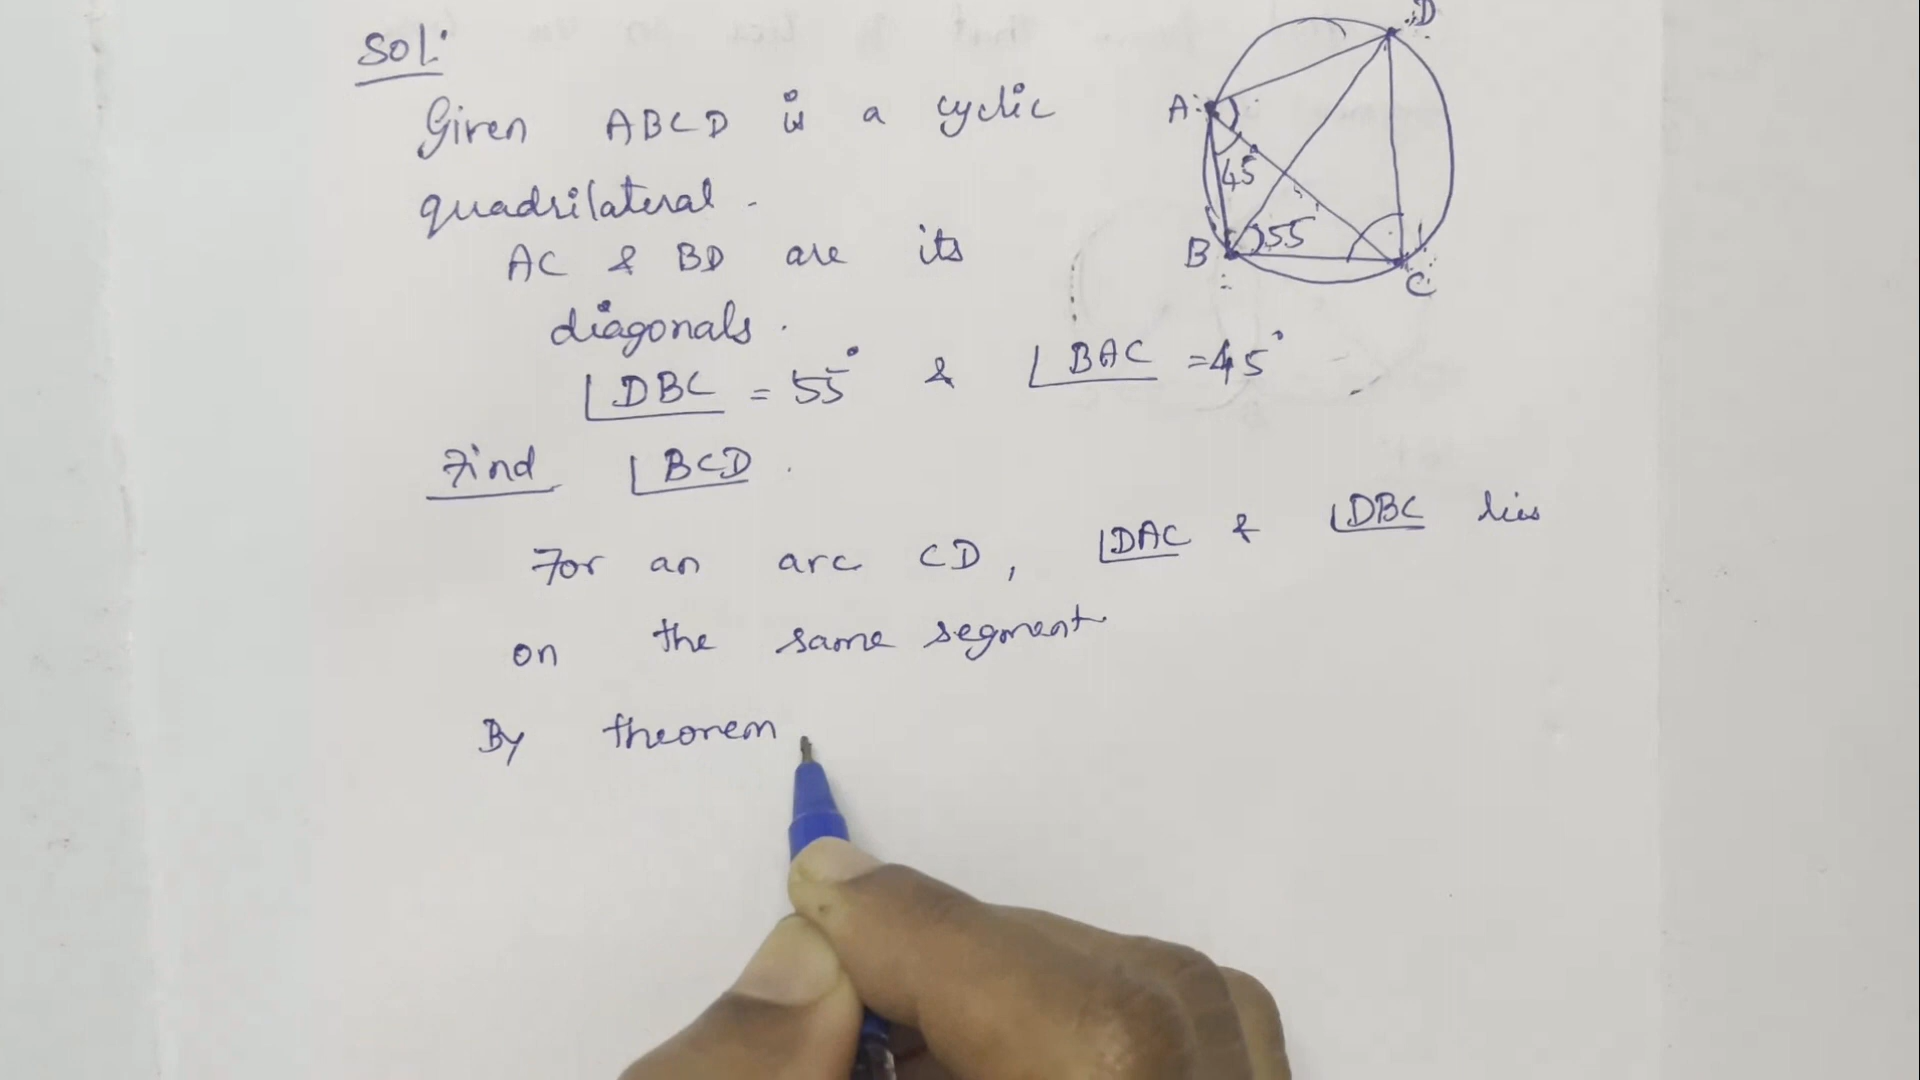 Sol:
Given ABCD is a cyclic
quadrilateral.
AC & BD are its
diagonals.
∠DBC = 55° & ∠BAC = 45°
Find ∠BCD.
For an arc CD, ∠DAC & ∠DBC lies
on the same segment
By theorem
D
A
45
B
55
C